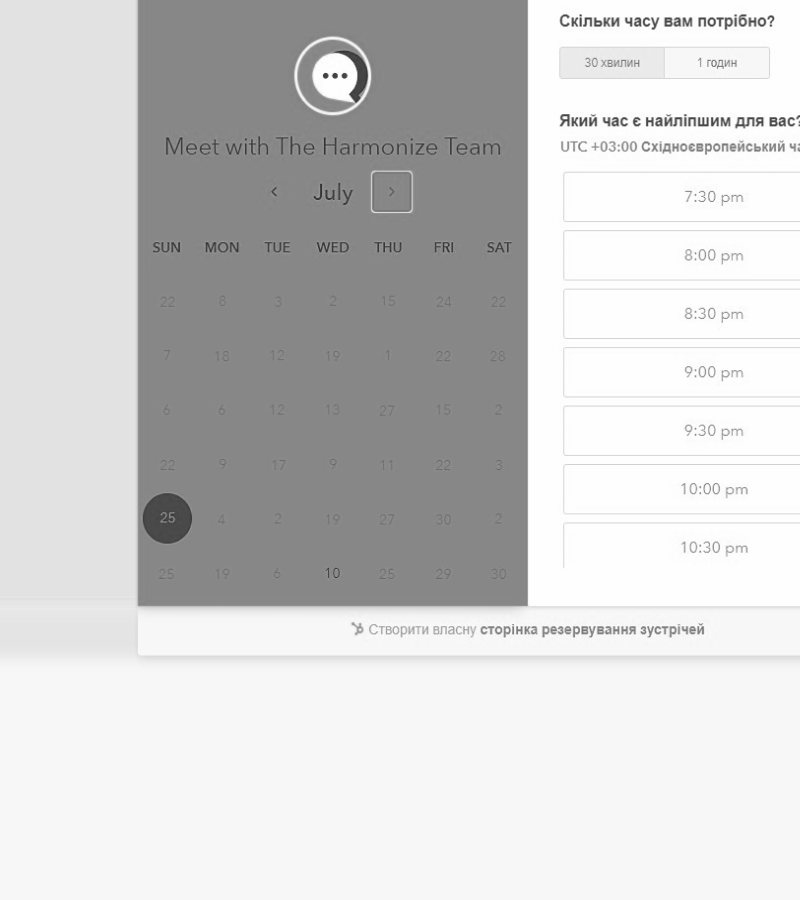 Meet with The Harmonize Team
July
SUN MON TUE WED THU FRI SAT
22 8 3 2 15 24 22
7 18 12 19 1 22 28
6 6 12 13 27 15 2
22 9 17 9 11 22 3
25 4 2 19 27 30 2
25 19 6 10 25 29 30
Скільки часу вам потрібно?
30 хвилин 1 годин
Який час є найліпшим для вас?
UTC +03:00 Східноєвропейський ча
7:30 pm
8:00 pm
8:30 pm
9:00 pm
9:30 pm
10:00 pm
10:30 pm
Створити власну сторінка резервування зустрічей